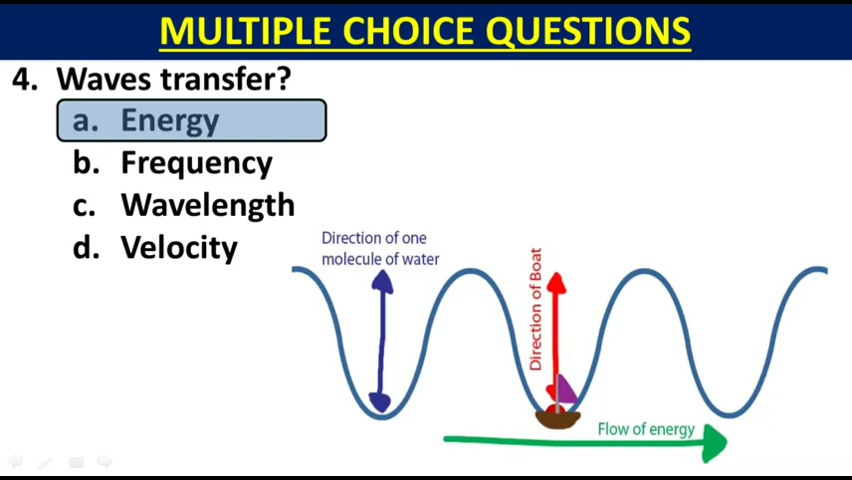 MULTIPLE CHOICE QUESTIONS
4. Waves transfer?
a. Energy
b. Frequency
c. Wavelength
d. Velocity
Direction of one
molecule of water
Direction of Boat
Flow of energy